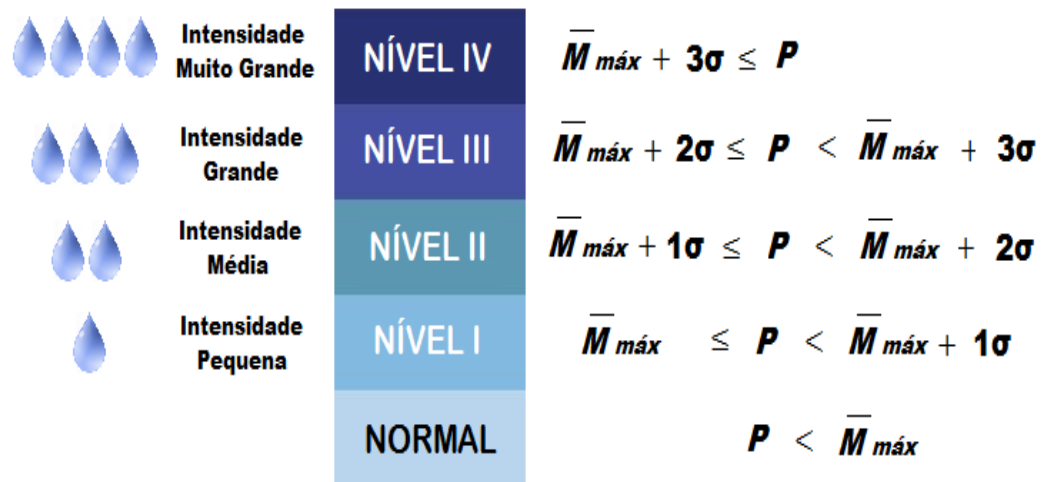 Intensidade
Muito Grande
NÍVEL IV
M̅ máx + 3σ ≤ P
Intensidade
Grande
NÍVEL III
M̅ máx + 2σ ≤ P < M̅ máx + 3σ
Intensidade
Média
NÍVEL II
M̅ máx + 1σ ≤ P < M̅ máx + 2σ
Intensidade
Pequena
NÍVEL I
M̅ máx ≤ P < M̅ máx + 1σ
NORMAL
P < M̅ máx